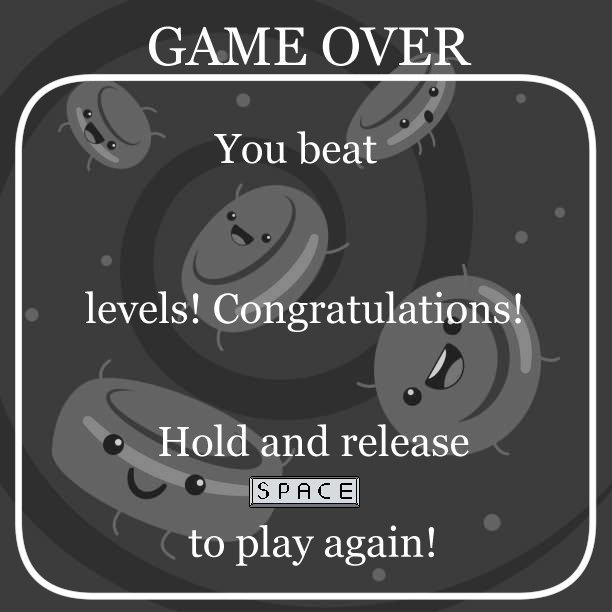 GAME OVER
You beat
levels! Congratulations!
Hold and release
SPACE
to play again!